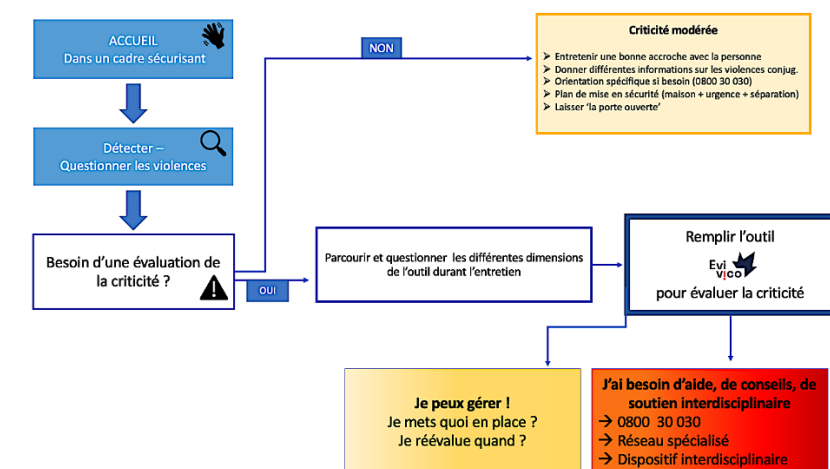 ACCUEIL
Dans un cadre sécurisant
Détecter –
Questionner les violences
Besoin d'une évaluation de
la criticité ?
NON
OUI
Criticité modérée
➢ Entretenir une bonne accroche avec la personne
➢ Donner différentes informations sur les violences conjug.
➢ Orientation spécifique si besoin (0800 30 030)
➢ Plan de mise en sécurité (maison + urgence + séparation)
➢ Laisser 'la porte ouverte'
Parcourir et questionner les différentes dimensions
de l'outil durant l'entretien
Remplir l'outil
Evi
v!co
pour évaluer la criticité
Je peux gérer !
Je mets quoi en place ?
Je réévalue quand ?
J'ai besoin d'aide, de conseils, de
soutien interdisciplinaire
→ 0800 30 030
→ Réseau spécialisé
→ Dispositif interdisciplinaire